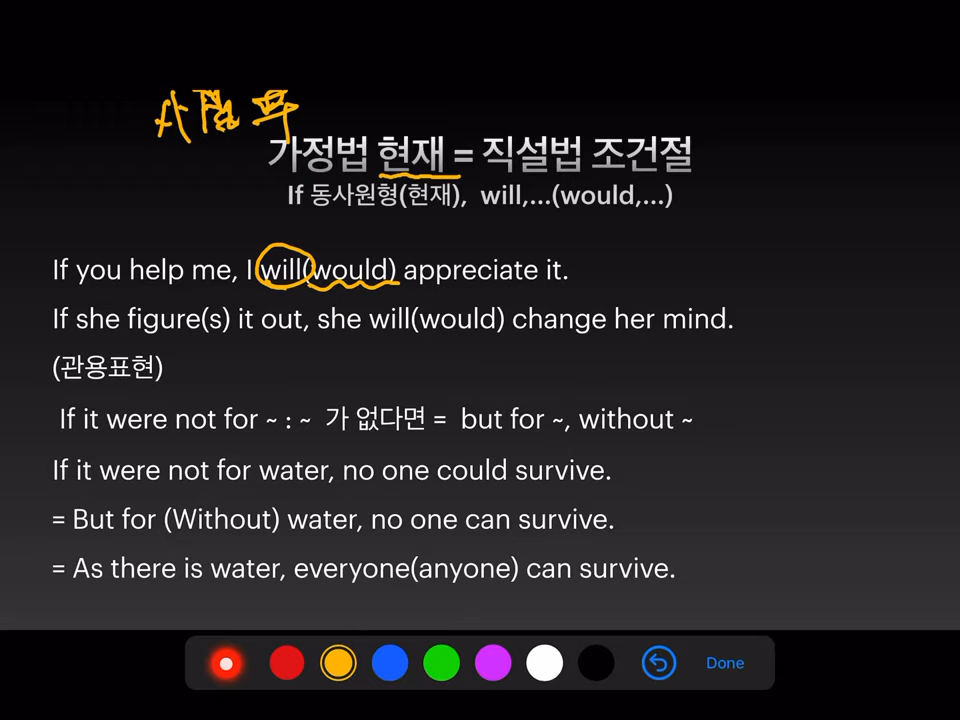 가정법 현재 = 직설법 조건절
If 동사원형(현재),  will,...(would,...)
If you help me, I will(would) appreciate it.
If she figure(s) it out, she will(would) change her mind.
(관용표현)
If it were not for ~ : ~  가 없다면 =  but for ~, without ~
If it were not for water, no one could survive.
= But for (Without) water, no one can survive.
= As there is water, everyone(anyone) can survive.
Done